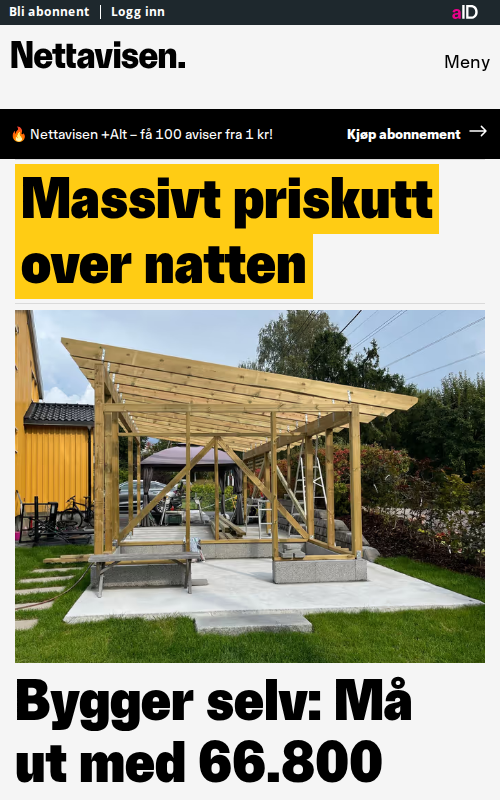 Bli abonnent | Logg inn
aID
Nettavisen.
Meny
🔥 Nettavisen +Alt – få 100 aviser fra 1 kr!
Kjøp abonnement →
Massivt priskutt
over natten
Bygger selv: Må
ut med 66.800